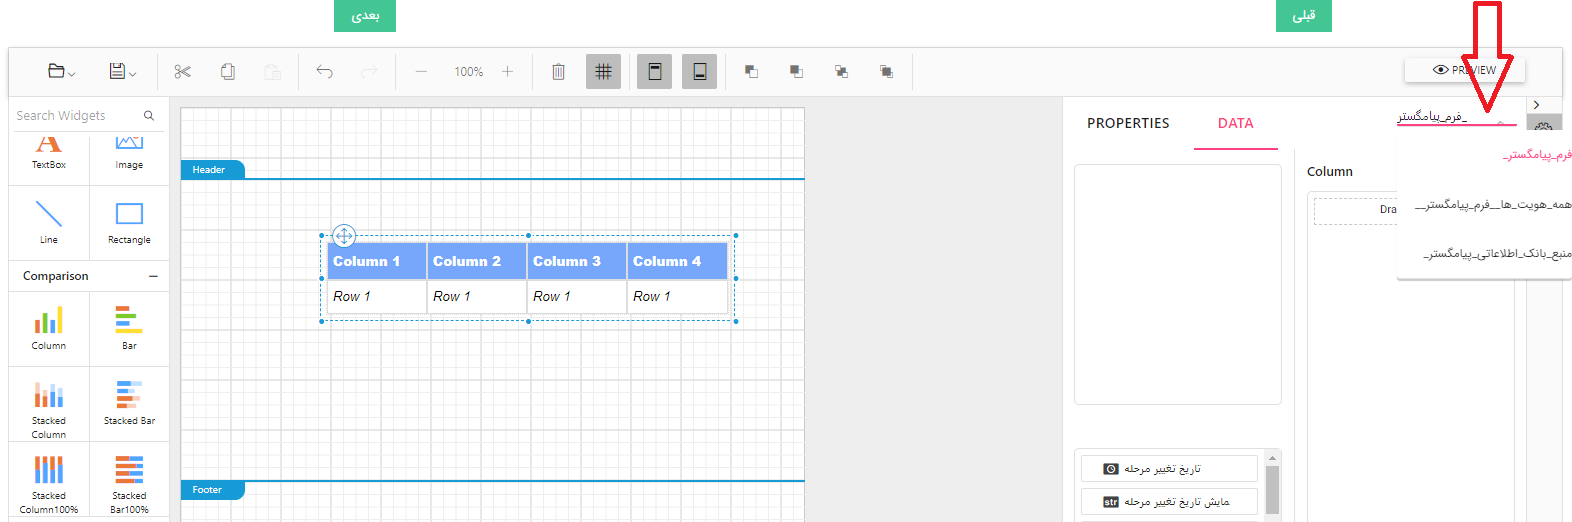 بعدی
قبلی
100%
PREVIEW
Search Widgets
TextBox
Image
Line
Rectangle
Comparison
Column
Bar
Stacked Column
Stacked Bar
Stacked Column100%
Stacked Bar100%
Header
Column 1 Column 2 Column 3 Column 4
Row 1 Row 1 Row 1 Row 1
Footer
PROPERTIES
DATA
فرم_پیامگستر_
فرم_پیامگستر_
همه_هویت_ها__فرم_پیامگستر__
منبع_بانک_اطلاعاتی_پیامگستر_
Column
Dra
تاریخ تغییر مرحله
str نمایش تاریخ تغییر مرحله